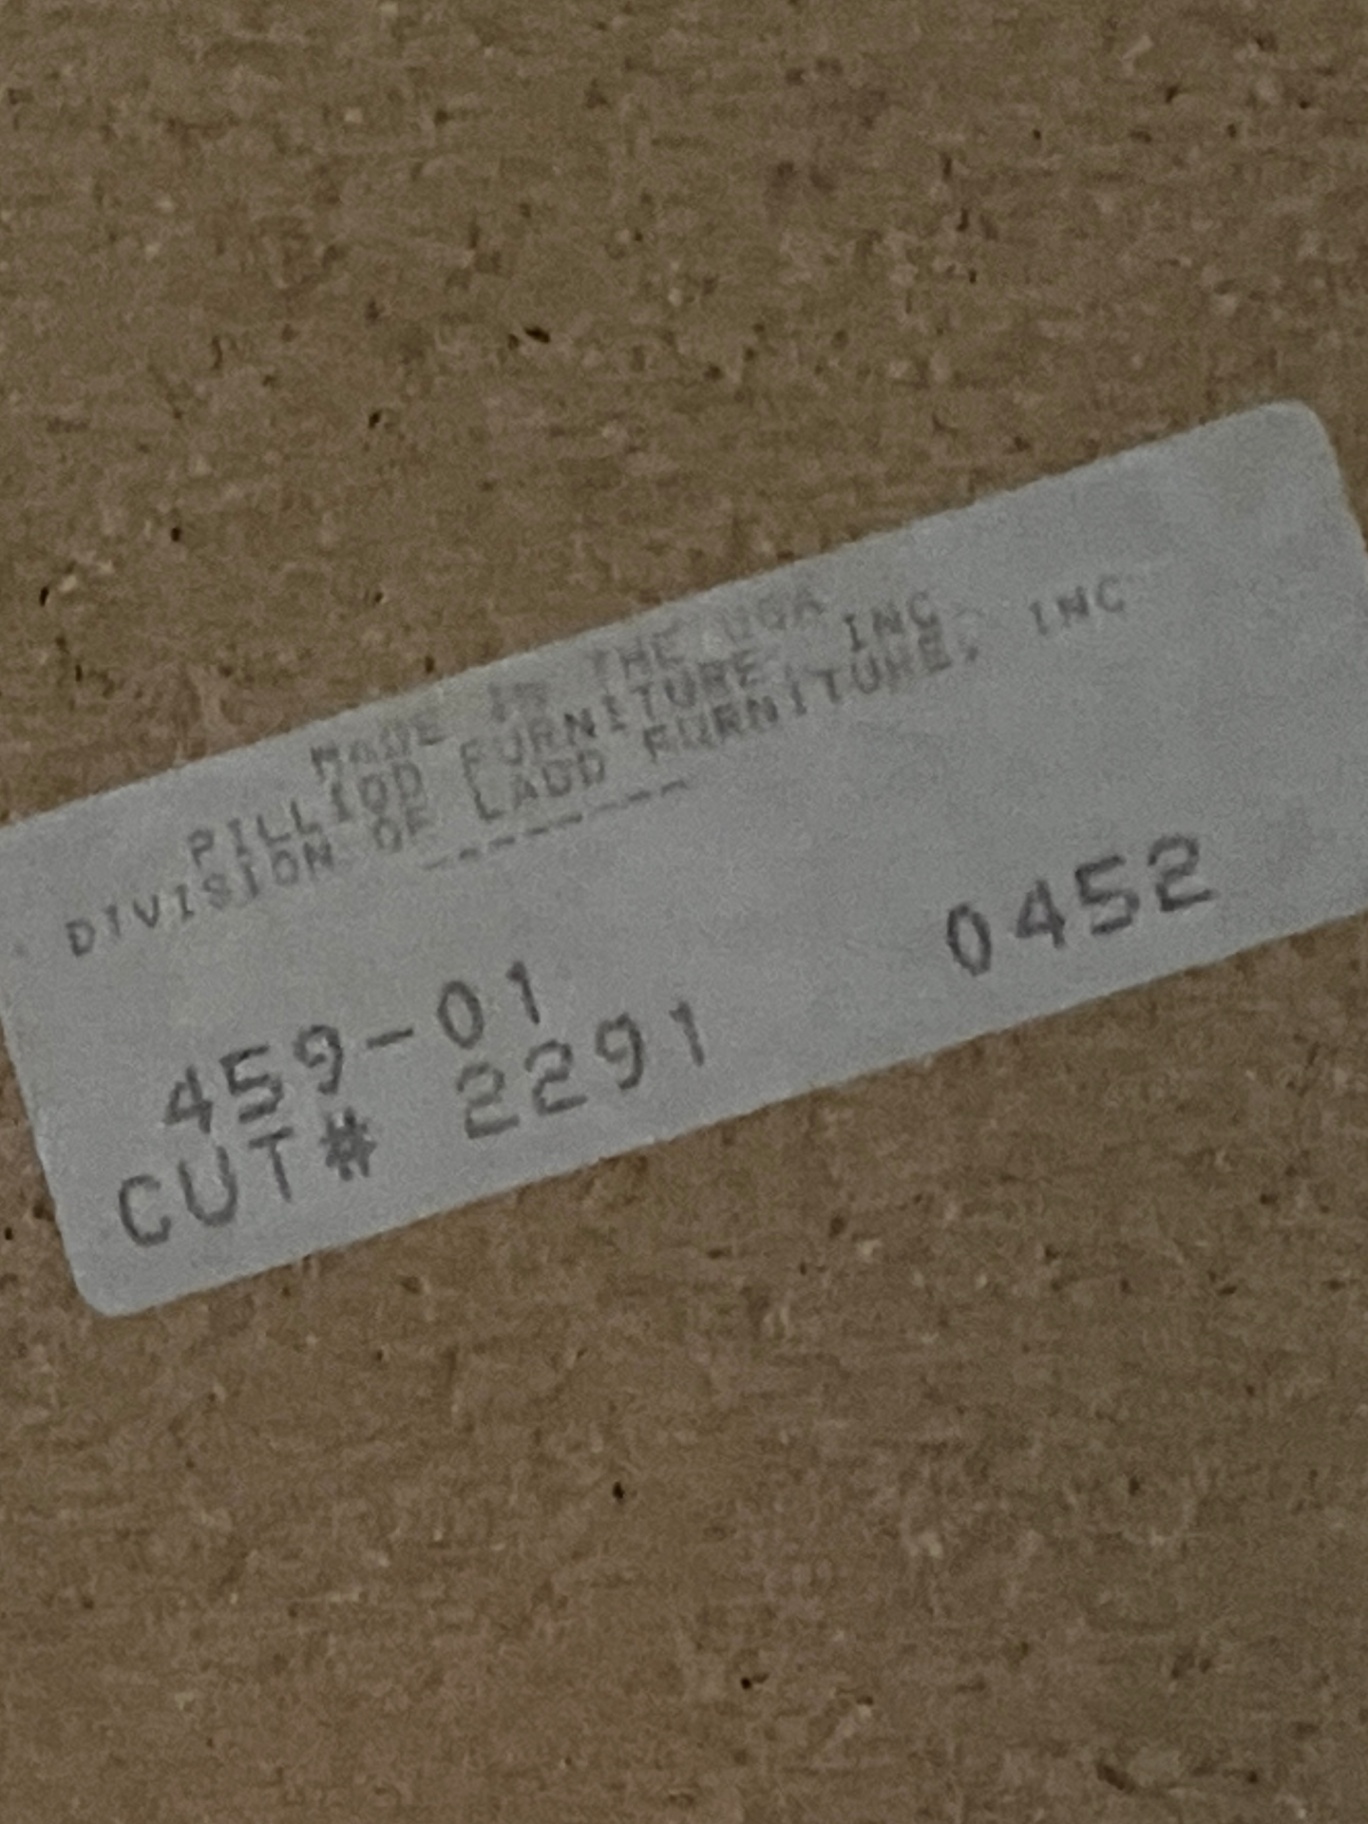 MADE IN THE USA
PILLIOD FURNITURE, INC
DIVISION OF LADD FURNITURE, INC
-------
459-01 0452
CUT# 2291